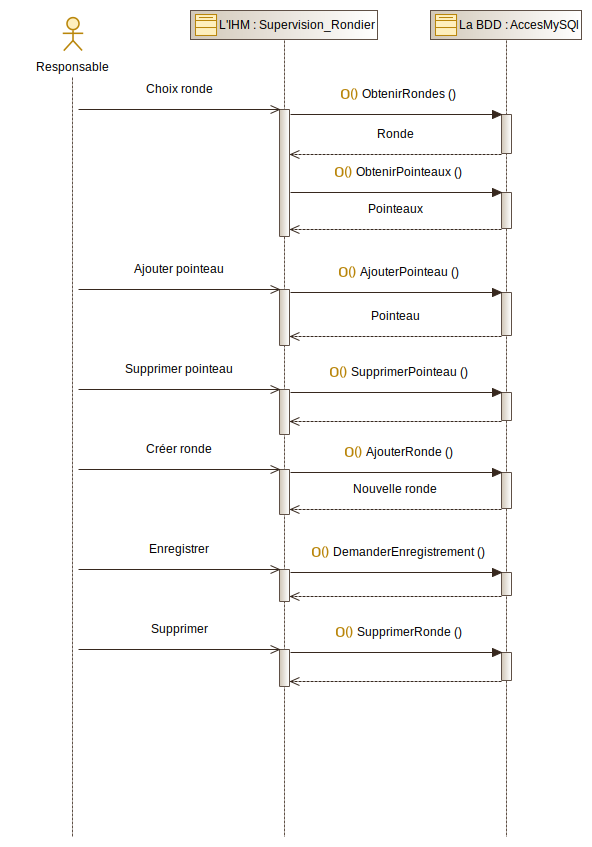 L'IHM : Supervision_Rondier
La BDD : AccesMySQl
Responsable
Choix ronde
O() ObtenirRondes ()
Ronde
O() ObtenirPointeaux ()
Pointeaux
Ajouter pointeau
O() AjouterPointeau ()
Pointeau
Supprimer pointeau
O() SupprimerPointeau ()
Créer ronde
O() AjouterRonde ()
Nouvelle ronde
Enregistrer
O() DemanderEnregistrement ()
Supprimer
O() SupprimerRonde ()